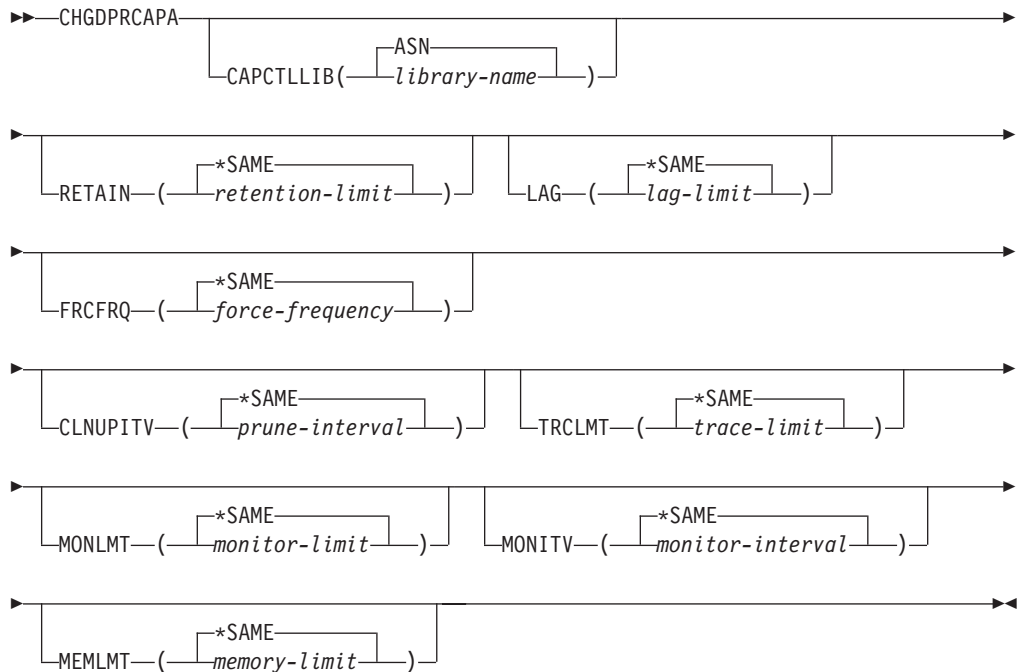 CHGDPRCAPA
ASN
CAPCTLLIB( library-name )
*SAME *SAME
RETAIN ( retention-limit ) LAG ( lag-limit )
*SAME
FRCFRQ ( force-frequency )
*SAME *SAME
CLNUPITV ( prune-interval ) TRCLMT ( trace-limit )
*SAME *SAME
MONLMT ( monitor-limit ) MONITV ( monitor-interval )
*SAME
MEMLMT ( memory-limit )